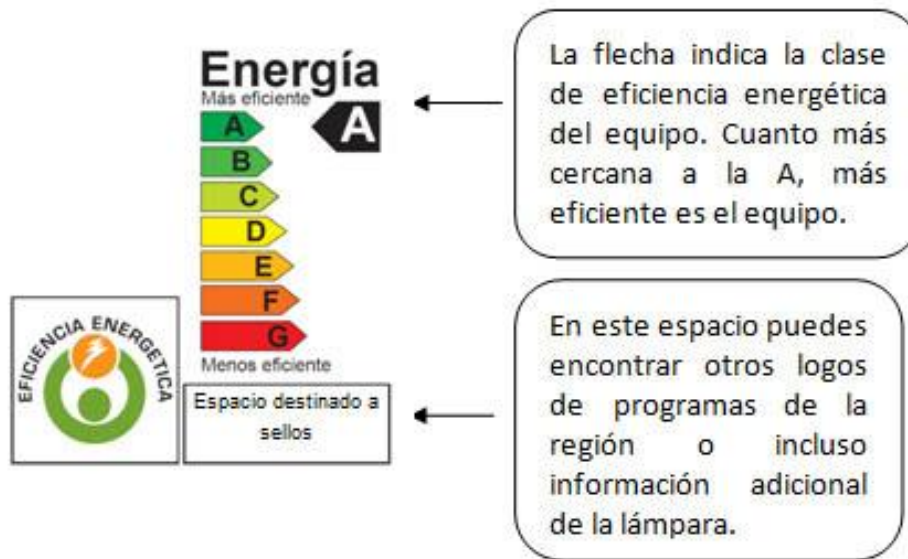 Energía
Más eficiente
A
A
B
C
D
E
F
G
Menos eficiente
EFICIENCIA ENERGETICA
Espacio destinado a
sellos
La flecha indica la clase
de eficiencia energética
del equipo. Cuanto más
cercana a la A, más
eficiente es el equipo.
En este espacio puedes
encontrar otros logos
de programas de la
región o incluso
información adicional
de la lámpara.